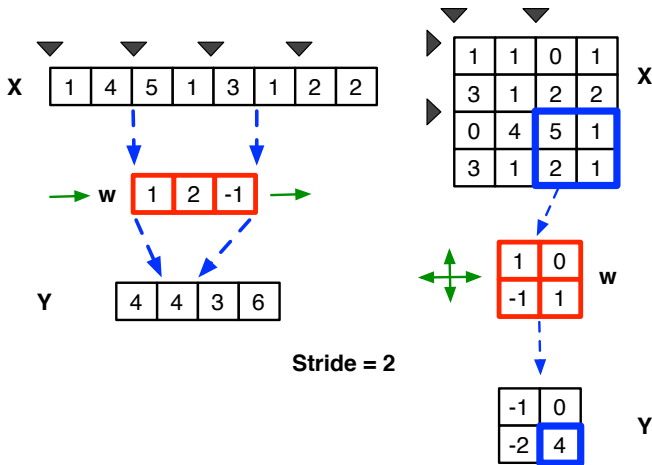 X 1 4 5 1 3 1 2 2
w 1 2 -1
Y 4 4 3 6
Stride = 2
1 1 0 1 X
3 1 2 2
0 4 5 1
3 1 2 1
1 0 w
-1 1
-1 0 Y
-2 4